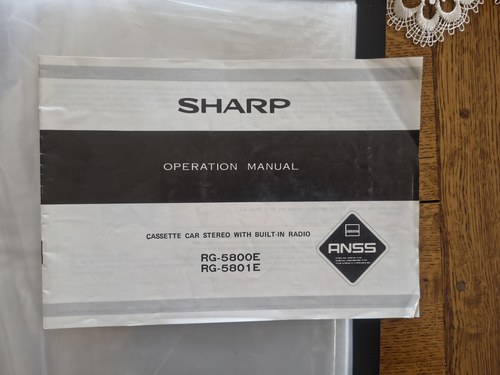 SHARP
OPERATION MANUAL
CASSETTE CAR STEREO WITH BUILT-IN RADIO
RG-5800E
RG-5801E
ANSS